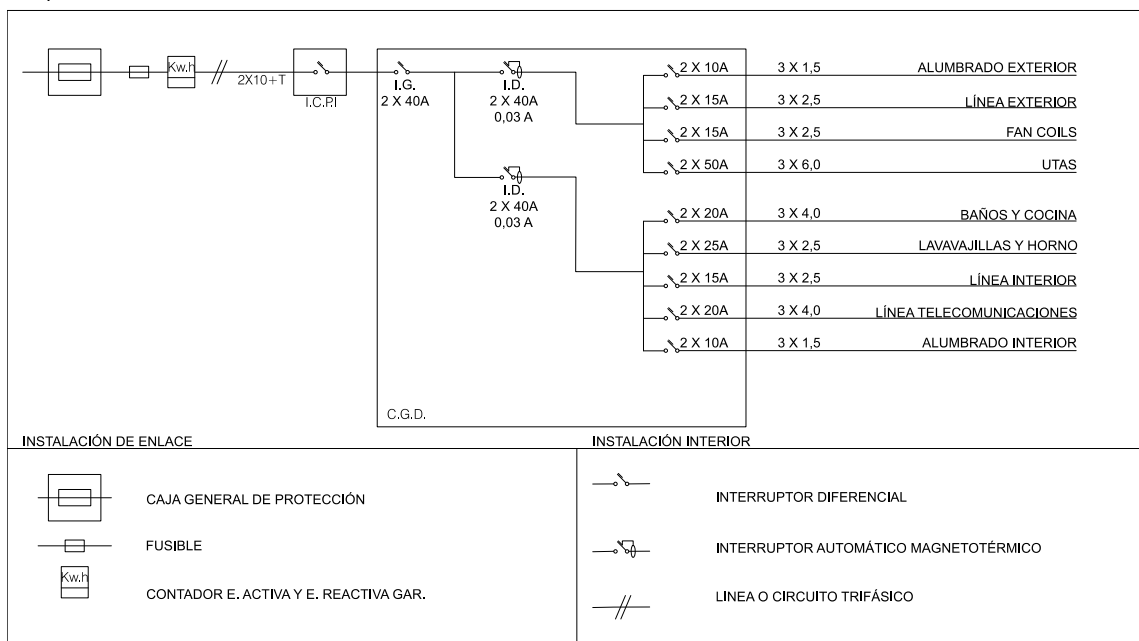 Kw.h
2X10+T
I.C.P.I
I.G.
2 X 40A
I.D.
2 X 40A
0,03 A
I.D.
2 X 40A
0,03 A
2 X 10A 3 X 1,5 ALUMBRADO EXTERIOR
2 X 15A 3 X 2,5 LÍNEA EXTERIOR
2 X 15A 3 X 2,5 FAN COILS
2 X 50A 3 X 6,0 UTAS
2 X 20A 3 X 4,0 BAÑOS Y COCINA
2 X 25A 3 X 2,5 LAVAVAJILLAS Y HORNO
2 X 15A 3 X 2,5 LÍNEA INTERIOR
2 X 20A 3 X 4,0 LÍNEA TELECOMUNICACIONES
2 X 10A 3 X 1,5 ALUMBRADO INTERIOR
C.G.D.
INSTALACIÓN DE ENLACE
CAJA GENERAL DE PROTECCIÓN
FUSIBLE
Kw.h
CONTADOR E. ACTIVA Y E. REACTIVA GAR.
INSTALACIÓN INTERIOR
INTERRUPTOR DIFERENCIAL
INTERRUPTOR AUTOMÁTICO MAGNETOTÉRMICO
LINEA O CIRCUITO TRIFÁSICO